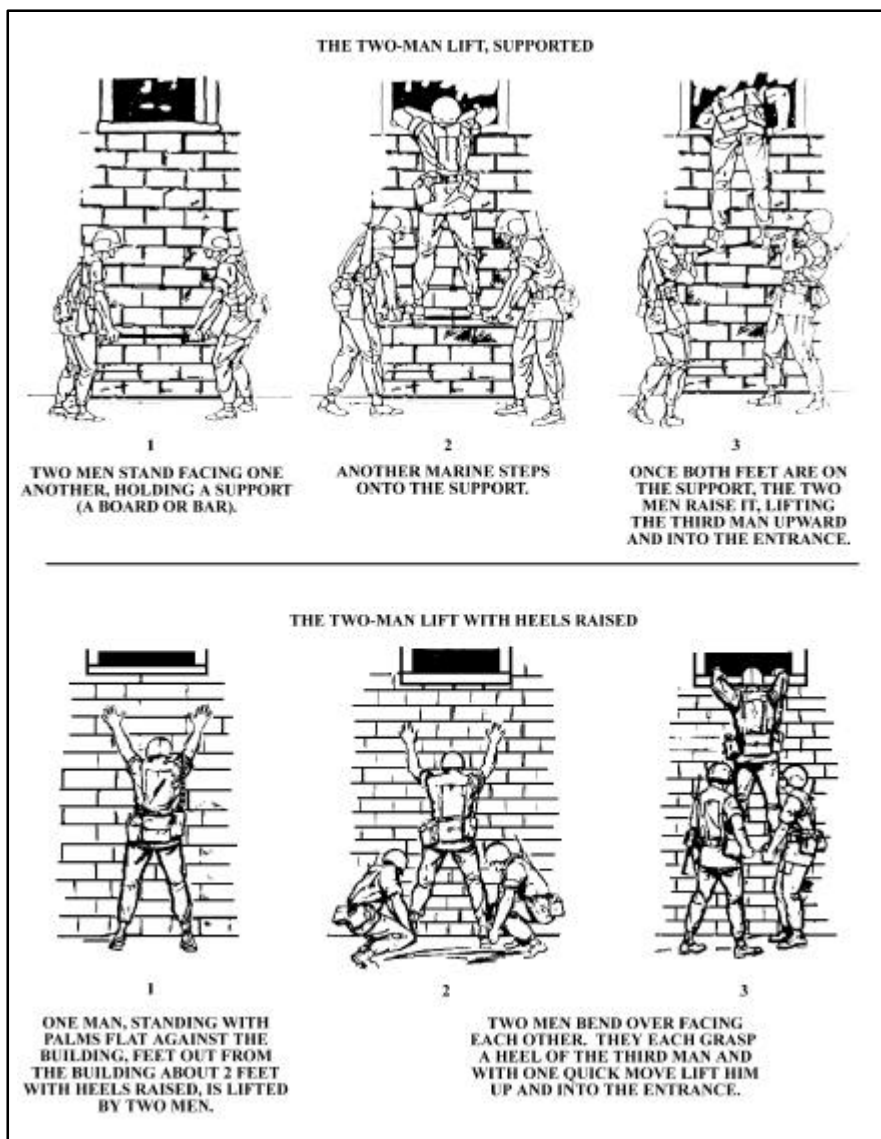 THE TWO-MAN LIFT, SUPPORTED
1
TWO MEN STAND FACING ONE
ANOTHER, HOLDING A SUPPORT
(A BOARD OR BAR).
2
ANOTHER MARINE STEPS
ONTO THE SUPPORT.
3
ONCE BOTH FEET ARE ON
THE SUPPORT, THE TWO
MEN RAISE IT, LIFTING
THE THIRD MAN UPWARD
AND INTO THE ENTRANCE.
THE TWO-MAN LIFT WITH HEELS RAISED
1
ONE MAN, STANDING WITH
PALMS FLAT AGAINST THE
BUILDING, FEET OUT FROM
THE BUILDING ABOUT 2 FEET
WITH HEELS RAISED, IS LIFTED
BY TWO MEN.
2
3
TWO MEN BEND OVER FACING
EACH OTHER. THEY EACH GRASP
A HEEL OF THE THIRD MAN AND
WITH ONE QUICK MOVE LIFT HIM
UP AND INTO THE ENTRANCE.